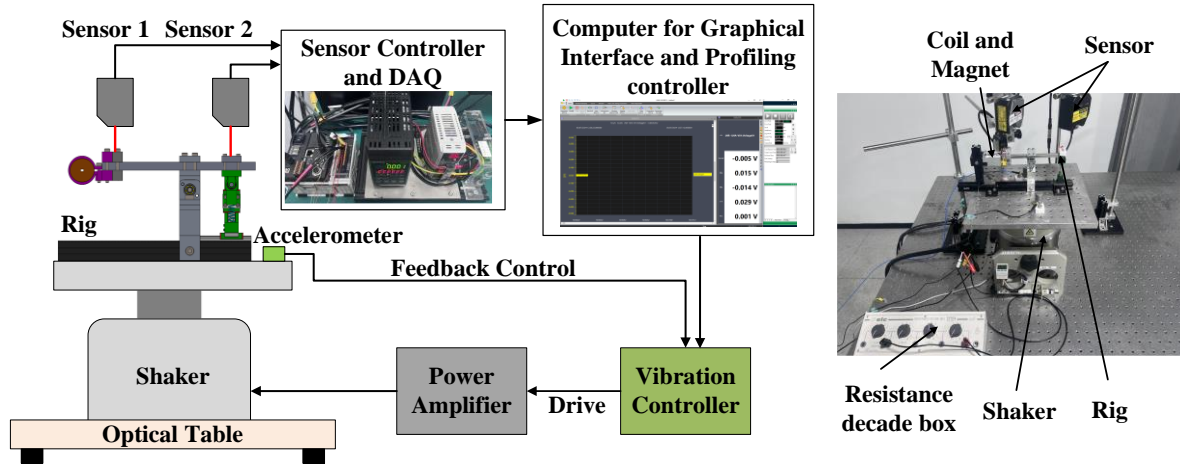 Sensor 1 Sensor 2
Sensor Controller
and DAQ
Computer for Graphical
Interface and Profiling
controller
-0.005 V
0.015 V
-0.014 V
0.029 V
0.001 V
Rig
Accelerometer
Feedback Control
Shaker
Power
Amplifier
Drive
Vibration
Controller
Optical Table
Coil and
Magnet
Sensor
Resistance
decade box
Shaker
Rig